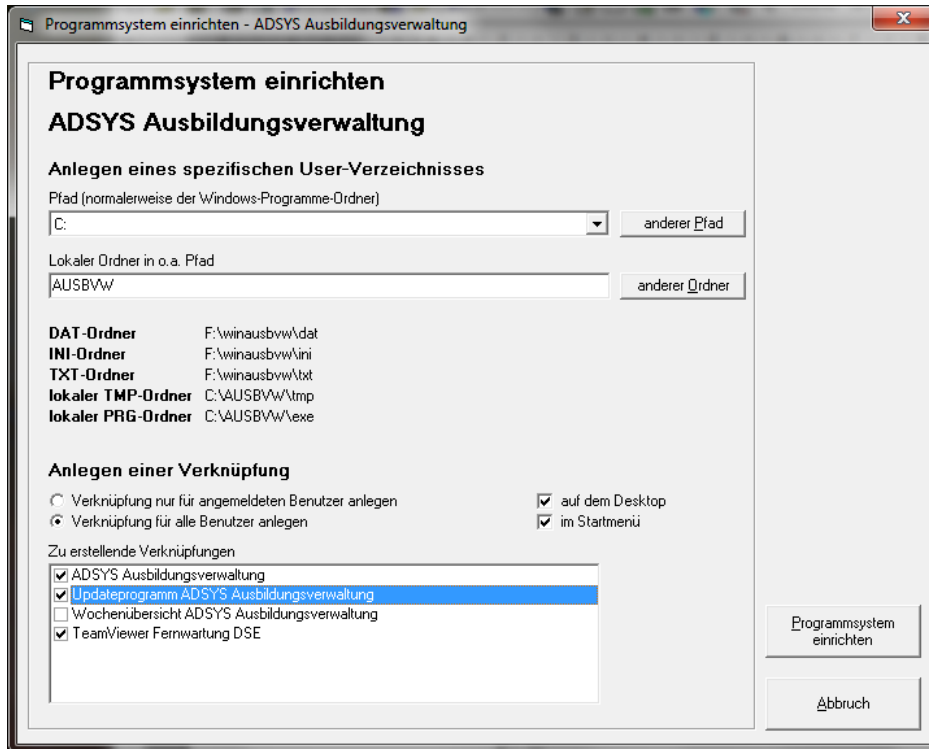 Programmsystem einrichten - ADSYS Ausbildungsverwaltung
Programmsystem einrichten
ADSYS Ausbildungsverwaltung
Anlegen eines spezifischen User-Verzeichnisses
Pfad (normalerweise der Windows-Programme-Ordner)
C:
anderer Pfad
Lokaler Ordner in o.a. Pfad
AUSBVW
anderer Ordner
DAT-Ordner F:\winausbvw\dat
INI-Ordner F:\winausbvw\ini
TXT-Ordner F:\winausbvw\txt
lokaler TMP-Ordner C:\AUSBVW\tmp
lokaler PRG-Ordner C:\AUSBVW\exe
Anlegen einer Verknüpfung
Verknüpfung nur für angemeldeten Benutzer anlegen
auf dem Desktop
Verknüpfung für alle Benutzer anlegen
im Startmenü
Zu erstellende Verknüpfungen
ADSYS Ausbildungsverwaltung
Updateprogramm ADSYS Ausbildungsverwaltung
Wochenübersicht ADSYS Ausbildungsverwaltung
TeamViewer Fernwartung DSE
Programmsystem
einrichten
Abbruch